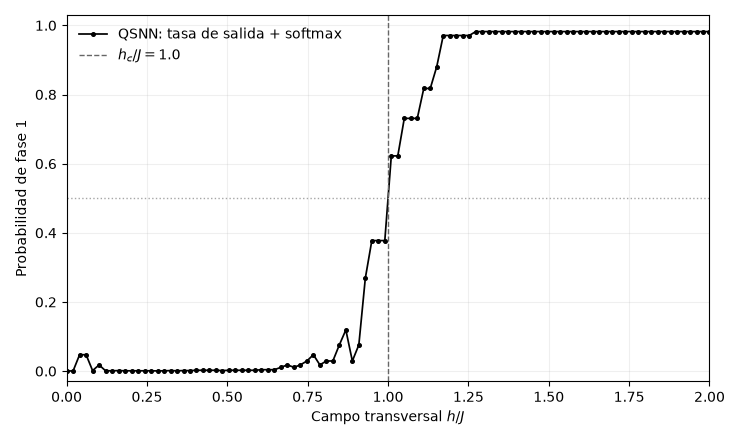 QSNN: tasa de salida + softmax
h_c/J = 1.0
Probabilidad de fase 1
1.0
0.8
0.6
0.4
0.2
0.0
0.00 0.25 0.50 0.75 1.00 1.25 1.50 1.75 2.00
Campo transversal h/J